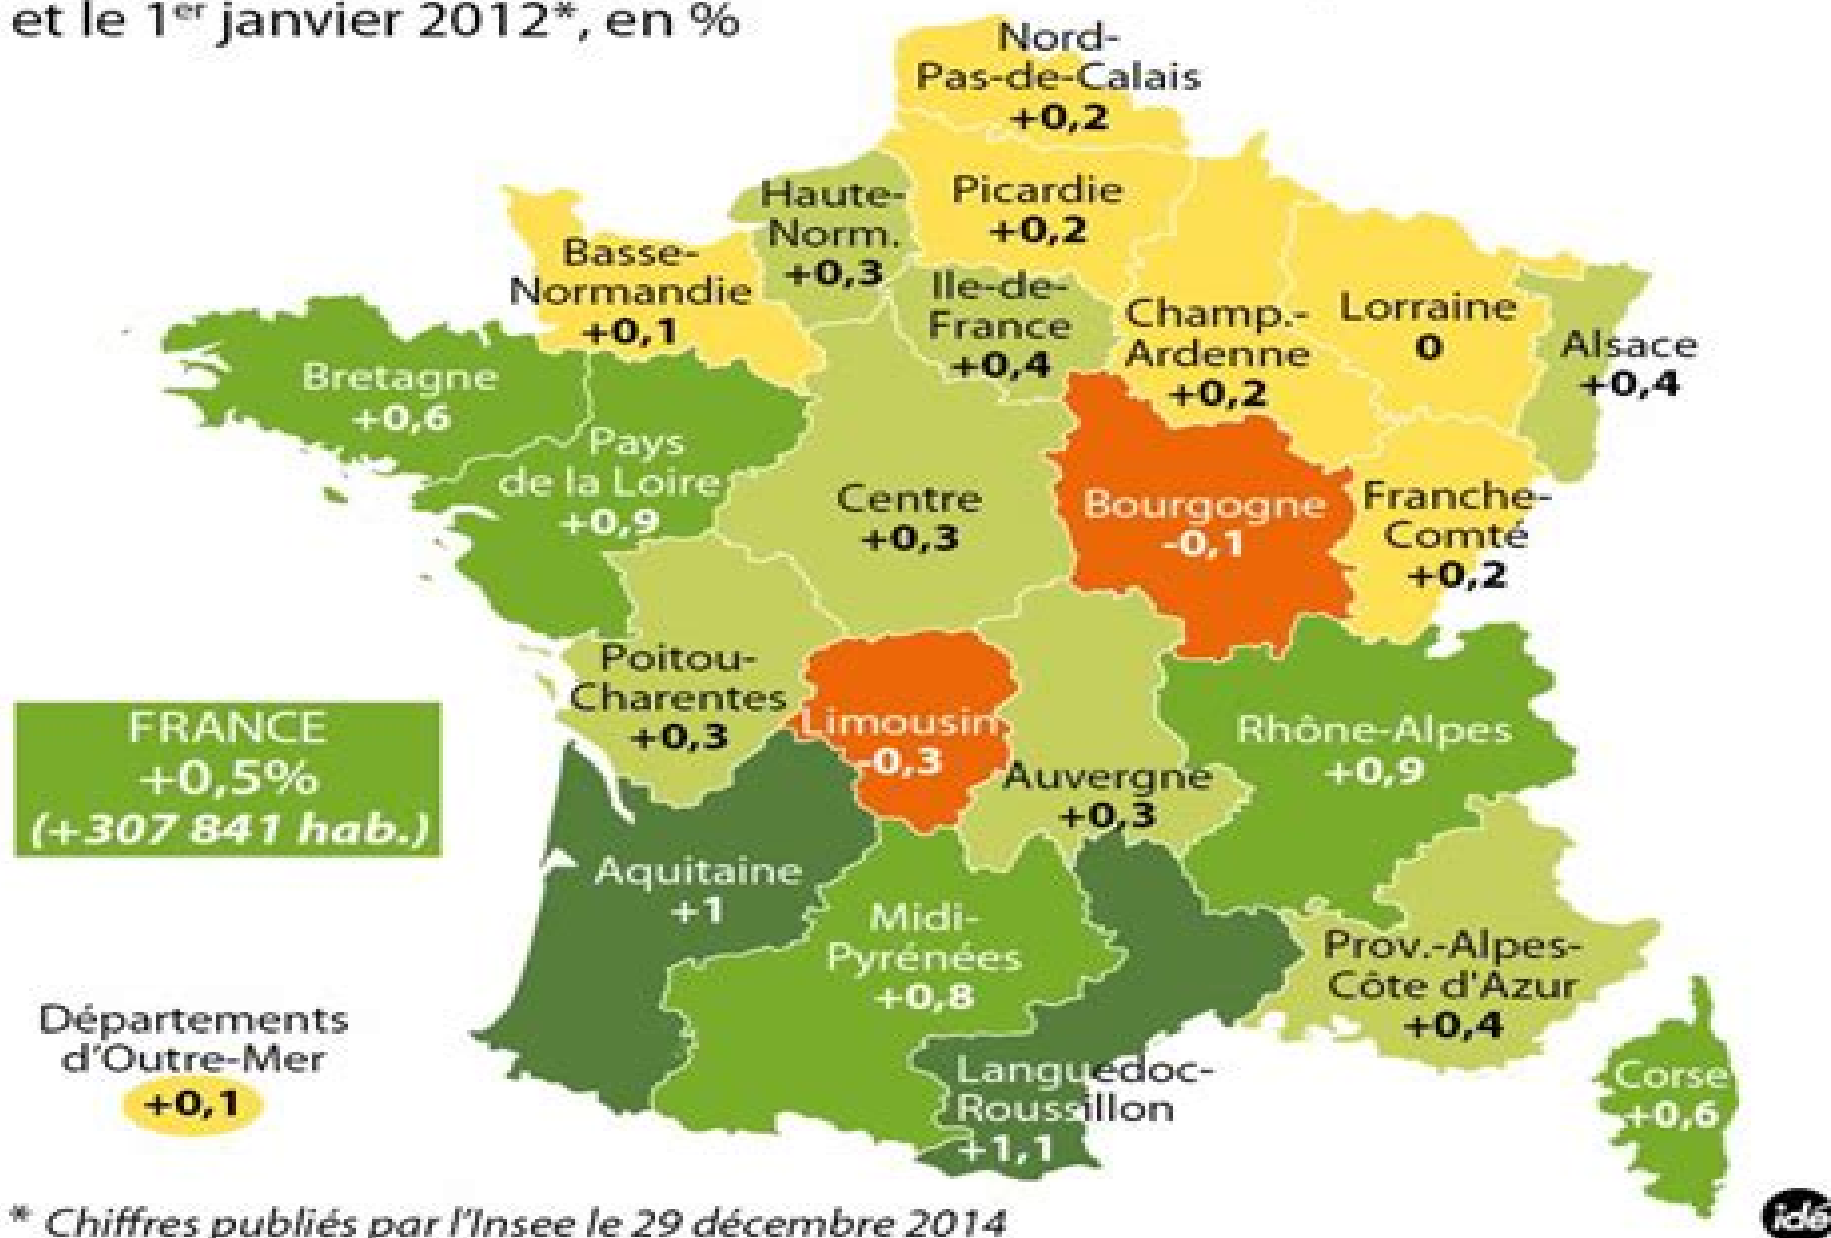 et le 1er janvier 2012*, en %
Nord-
Pas-de-Calais
+0,2
Picardie
+0,2
Haute-
Norm.
+0,3
Basse-
Normandie
+0,1
Ile-de-
France
+0,4
Champ.-
Ardenne
+0,2
Lorraine
0
Alsace
+0,4
Bretagne
+0,6
Pays
de la Loire
+0,9
Centre
+0,3
Bourgogne
-0,1
Franche-
Comté
+0,2
Poitou-
Charentes
+0,3
Limousin
-0,3
Auvergne
+0,3
Rhône-Alpes
+0,9
FRANCE
+0,5%
(+307 841 hab.)
Aquitaine
+1
Midi-
Pyrénées
+0,8
Prov.-Alpes-
Côte d'Azur
+0,4
Languedoc-
Roussillon
+1,1
Corse
+0,6
Départements
d'Outre-Mer
+0,1
* Chiffres publiés par l'Insee le 29 décembre 2014
idé